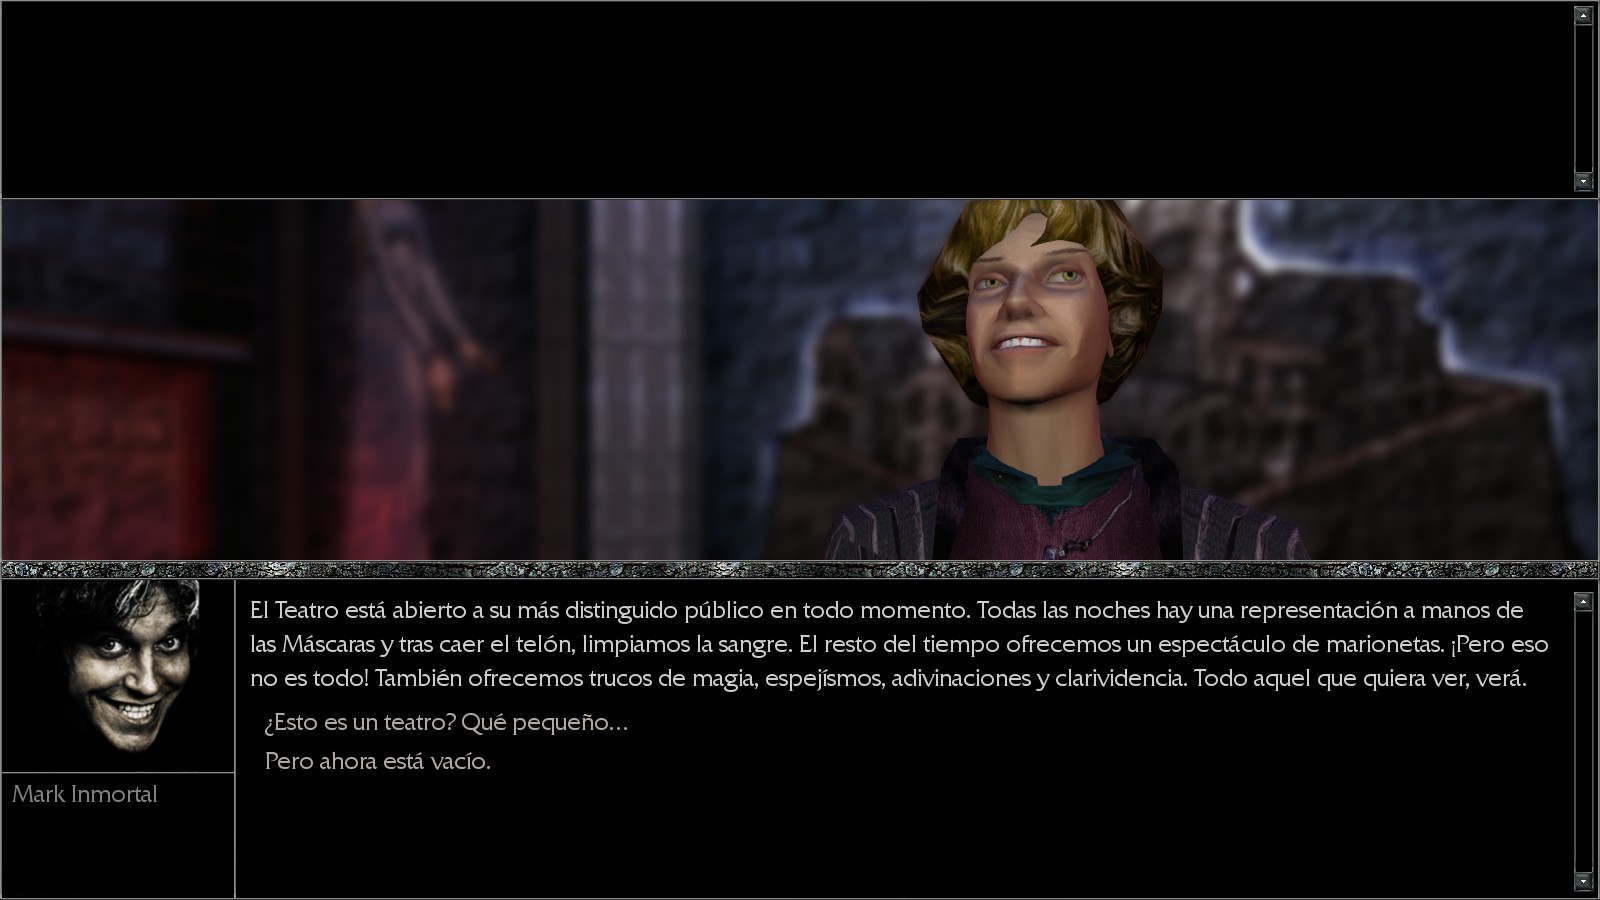 El Teatro está abierto a su más distinguido público en todo momento. Todas las noches hay una representación a manos de
las Máscaras y tras caer el telón, limpiamos la sangre. El resto del tiempo ofrecemos un espectáculo de marionetas. ¡Pero eso
no es todo! También ofrecemos trucos de magia, espejísmos, adivinaciones y clarividencia. Todo aquel que quiera ver, verá.
¿Esto es un teatro? Qué pequeño...
Pero ahora está vacío.
Mark Inmortal